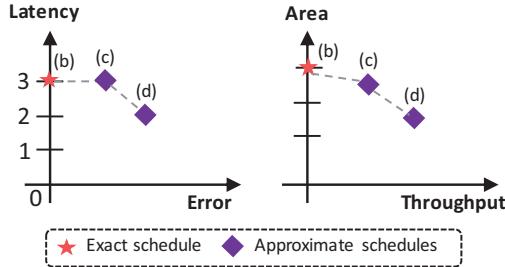 Latency
(b)
(c)
(d)
3
2
1
0
Error
Area
(b)
(c)
(d)
Throughput
Exact schedule
Approximate schedules